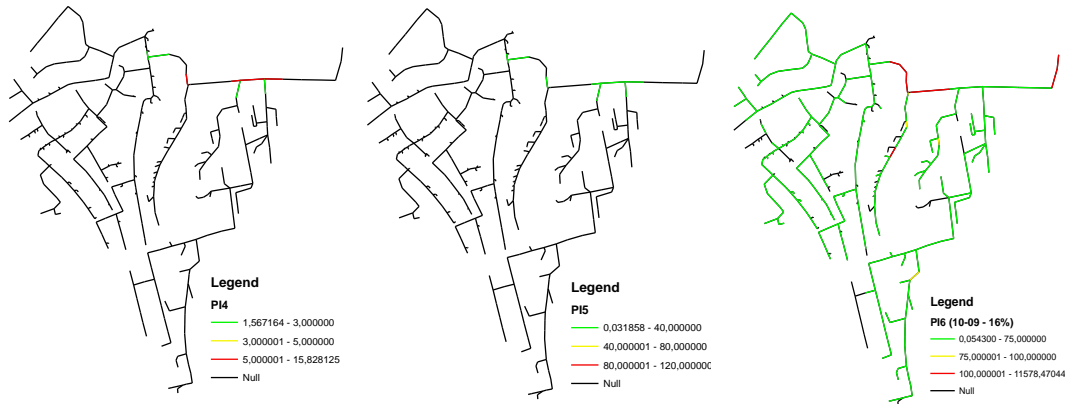 Legend
PI4
1,567164 - 3,000000
3,000001 - 5,000000
5,000001 - 15,828125
Null
Legend
PI5
0,031858 - 40,000000
40,000001 - 80,000000
80,000001 - 120,000000
Null
Legend
PI6 (10-09 - 16%)
0,054300 - 75,000000
75,000001 - 100,000000
100,000001 - 11578,47044
Null